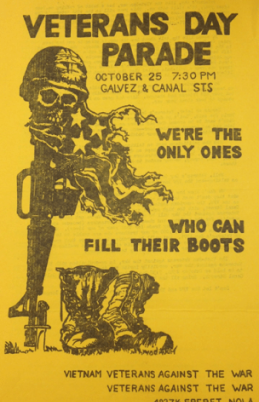 VETERANS DAY
PARADE
OCTOBER 25 7:30 PM
GALVEZ & CANAL STS
WE'RE THE
ONLY ONES
WHO CAN
FILL THEIR BOOTS
VIETNAM VETERANS AGAINST THE WAR
VETERANS AGAINST THE WAR
NOLA